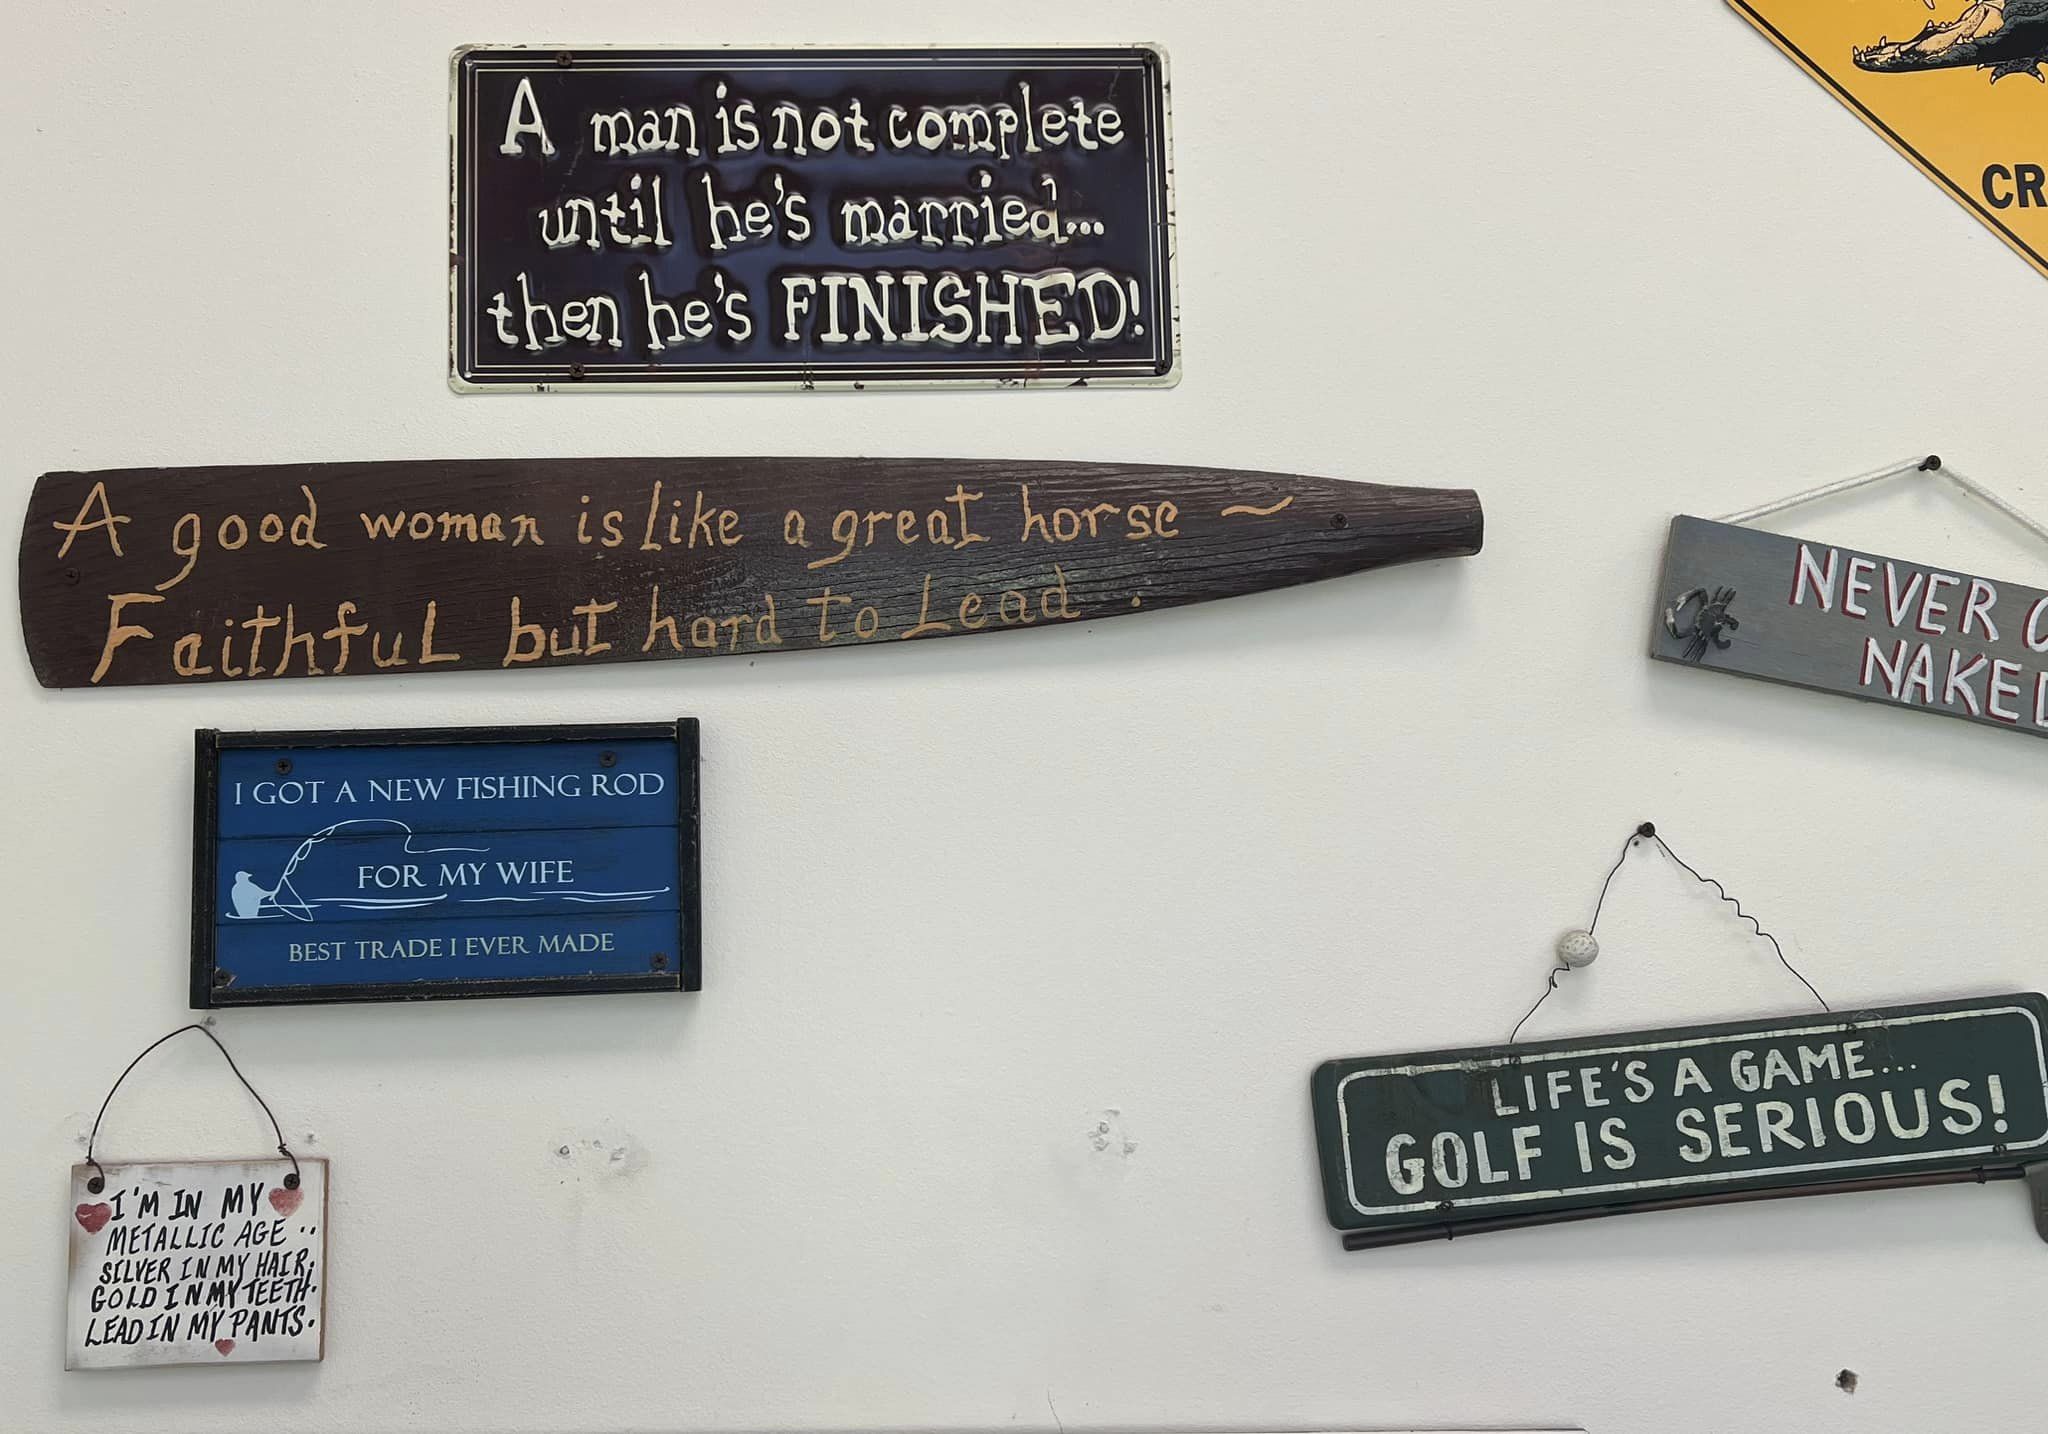 A man is not complete
until he's married...
then he's FINISHED!
CR
A good woman is like a great horse ~
Faithful but hard to Lead .
NEVER
NAKED
I GOT A NEW FISHING ROD
FOR MY WIFE
BEST TRADE I EVER MADE
LIFE'S A GAME...
GOLF IS SERIOUS!
I'M IN MY
METALLIC AGE ..
SILVER IN MY HAIR.
GOLD IN MY TEETH.
LEAD IN MY PANTS.